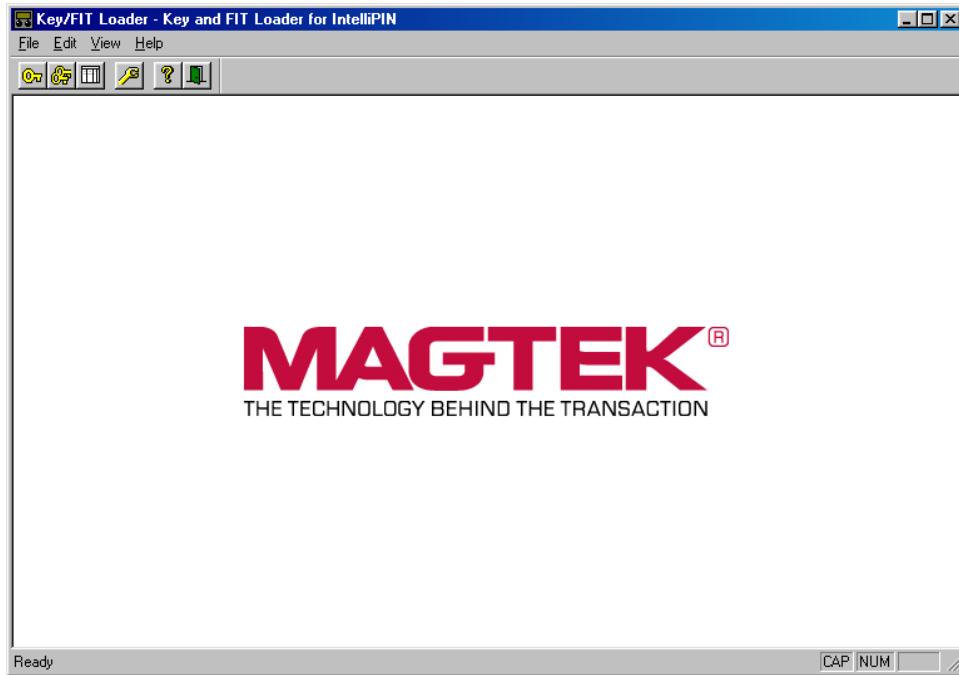 Key/FIT Loader - Key and FIT Loader for IntelliPIN
File Edit View Help
MAGTEK®
THE TECHNOLOGY BEHIND THE TRANSACTION
Ready CAP NUM